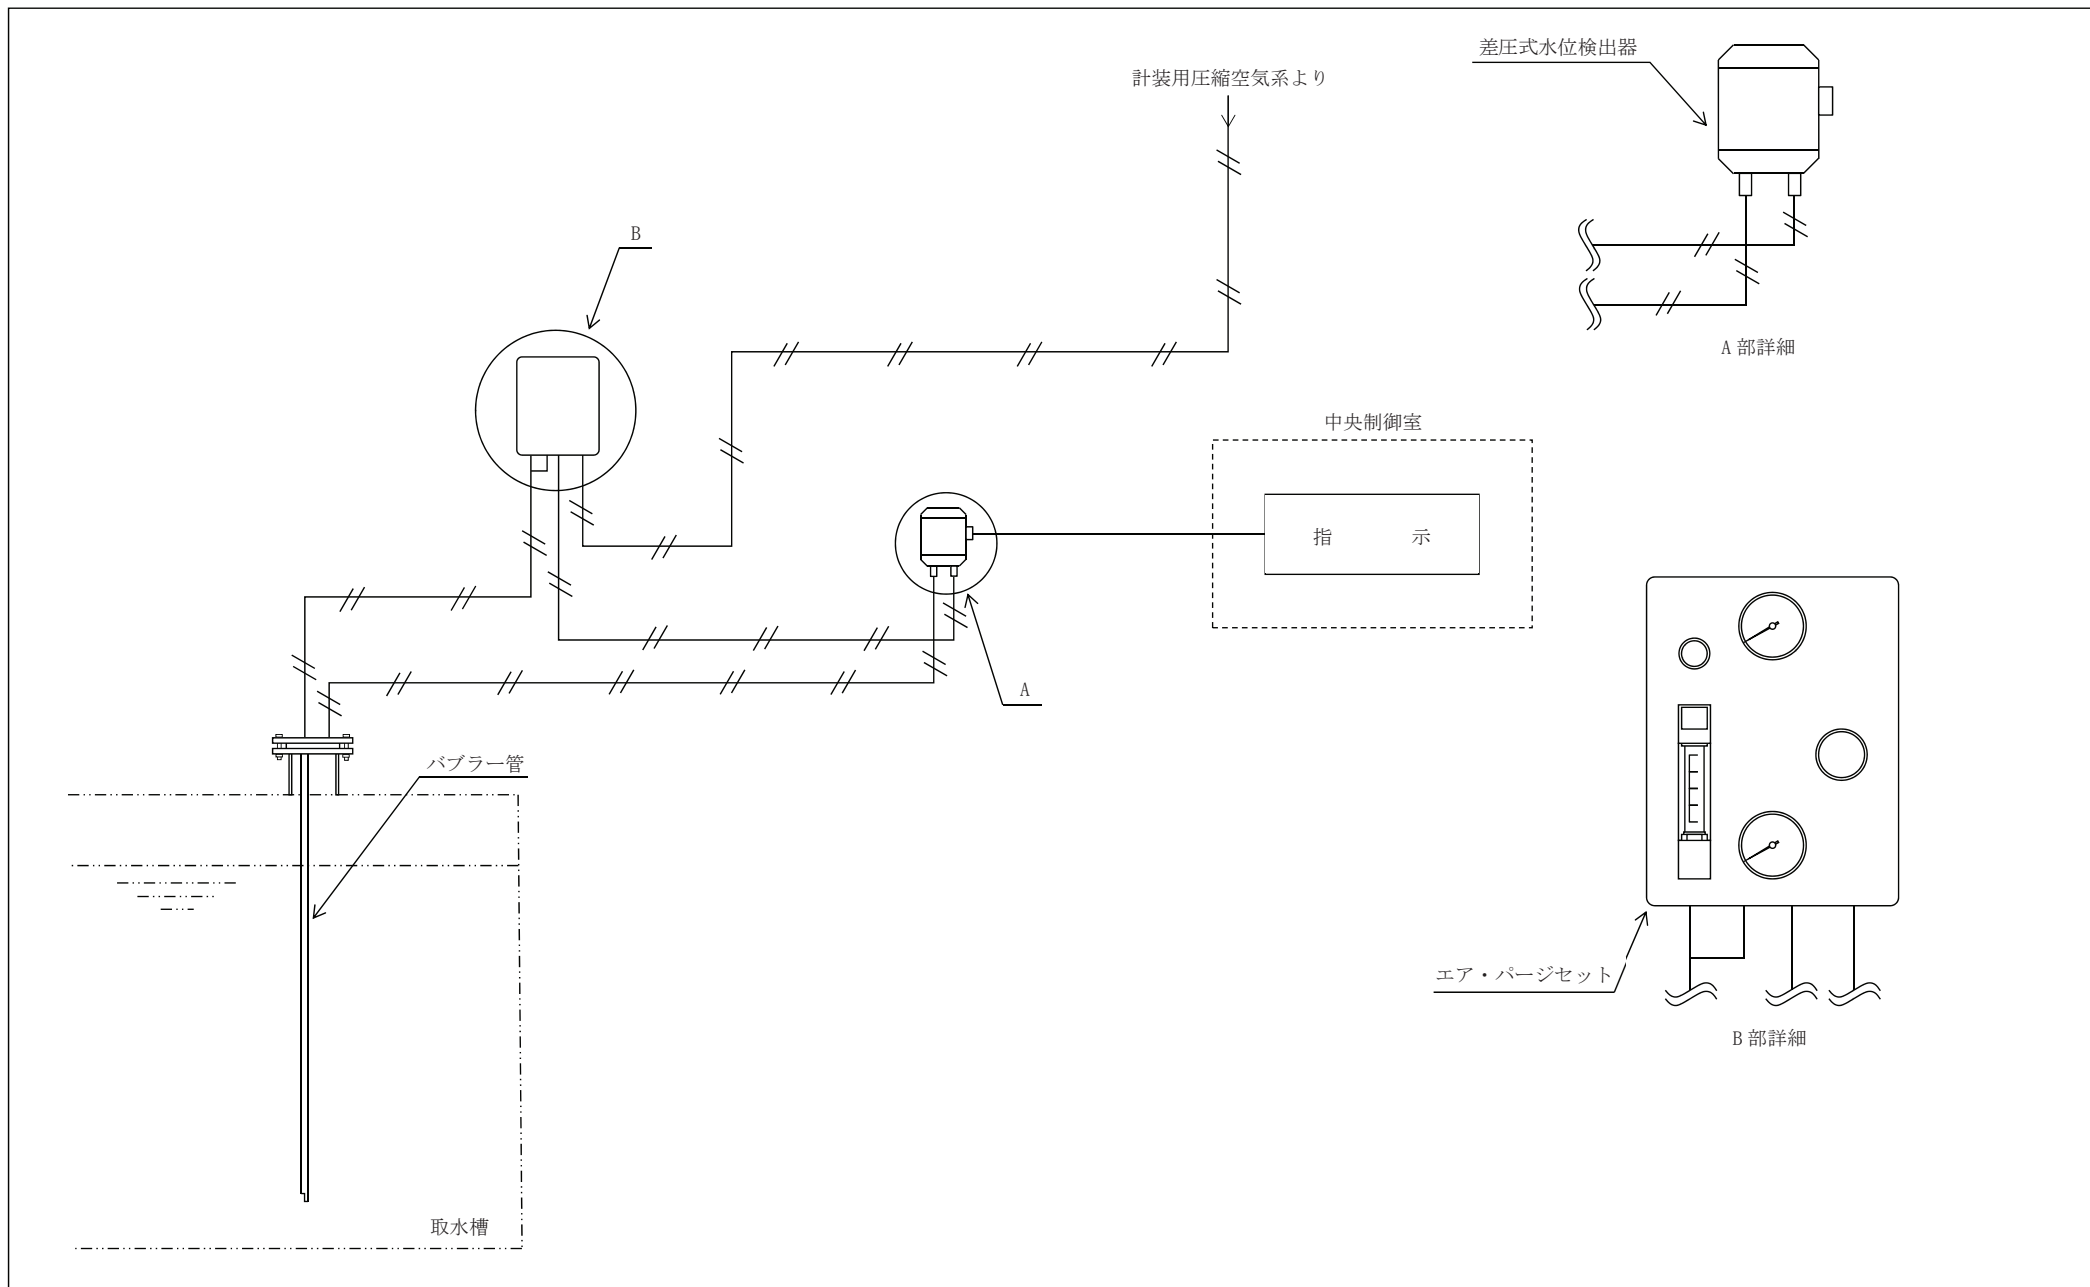 差圧式水位検出器
計装用圧縮空気系より
B
A 部詳細
中央制御室
指 示
A
バブラー管
エア・パージセット
B 部詳細
取水槽